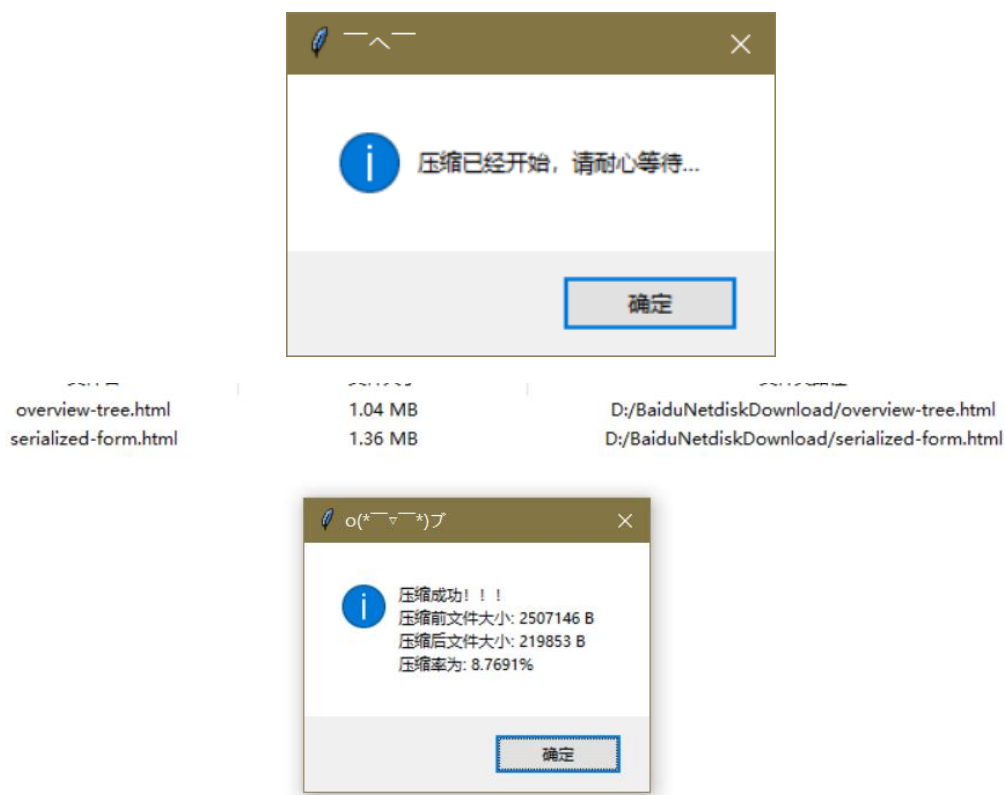 ￣へ￣
压缩已经开始，请耐心等待...
确定
overview-tree.html 1.04 MB D:/BaiduNetdiskDownload/overview-tree.html
serialized-form.html 1.36 MB D:/BaiduNetdiskDownload/serialized-form.html
o(*￣▽￣*)ブ
压缩成功！！！
压缩前文件大小: 2507146 B
压缩后文件大小: 219853 B
压缩率为: 8.7691%
确定